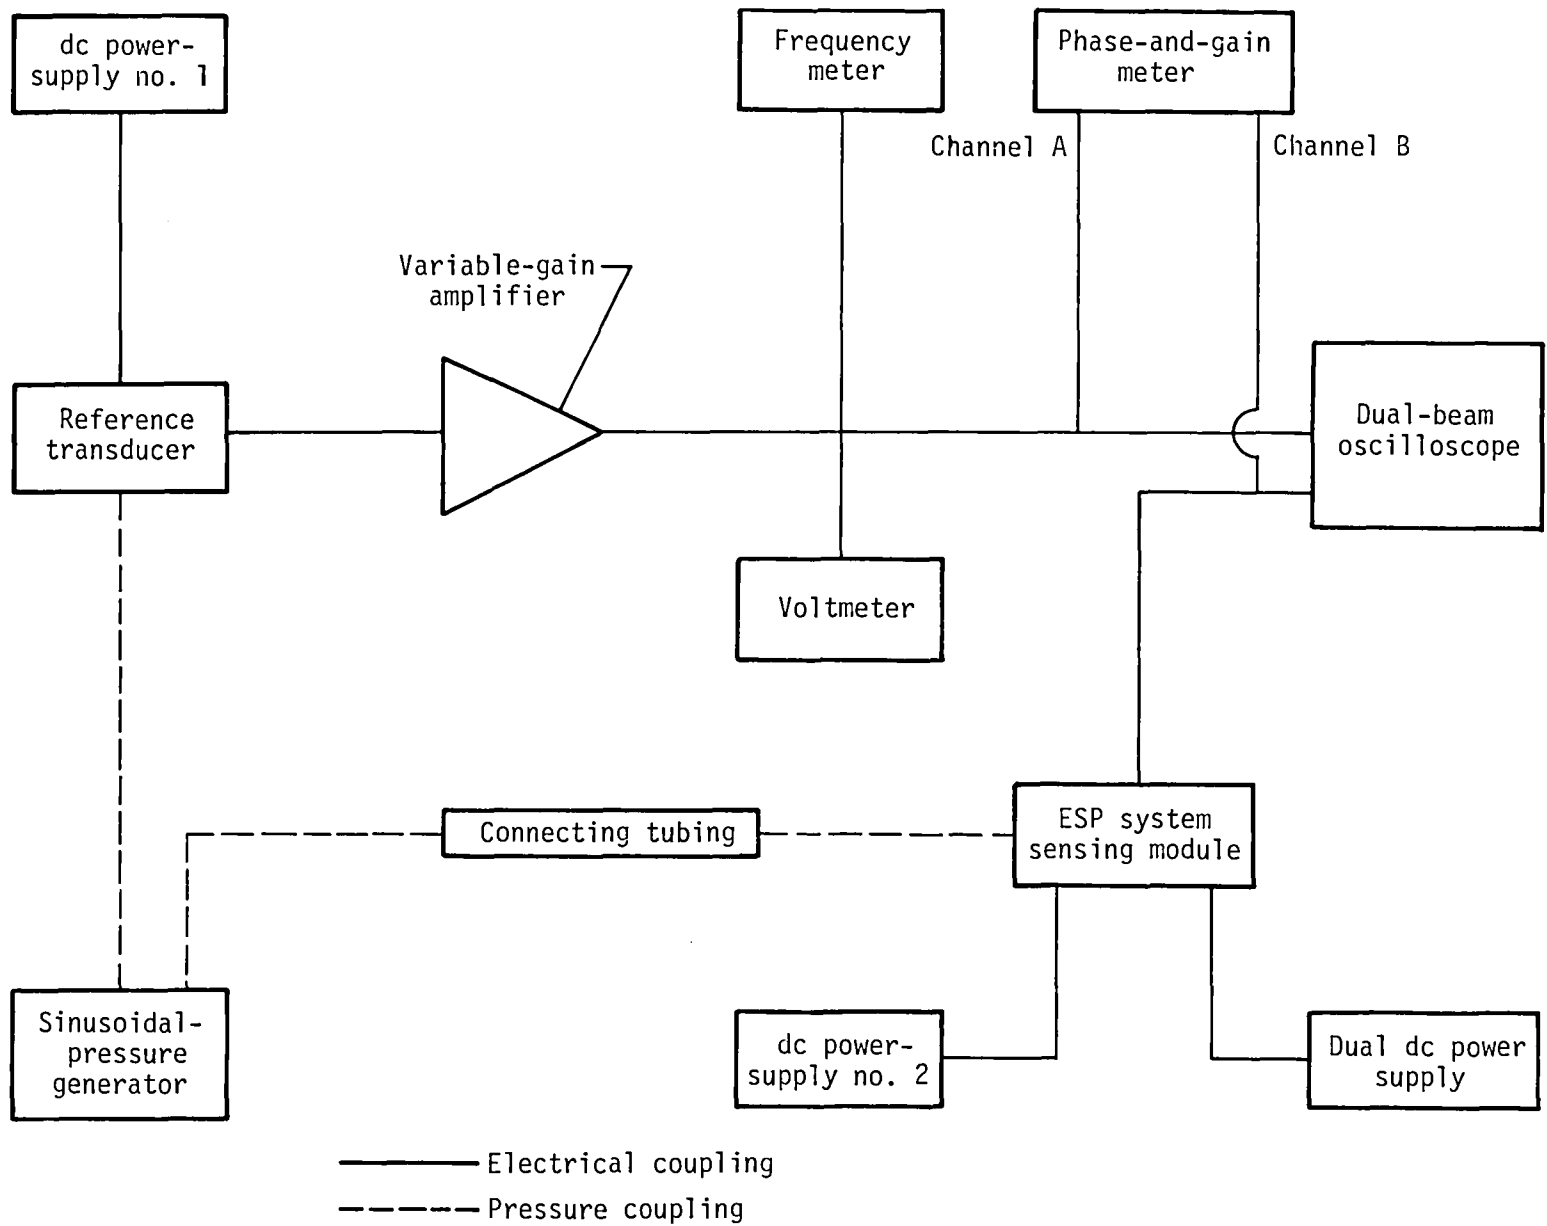 dc power-
supply no. 1
Frequency
meter
Phase-and-gain
meter
Channel A
Channel B
Variable-gain
amplifier
Reference
transducer
Dual-beam
oscilloscope
Voltmeter
Connecting tubing
ESP system
sensing module
Sinusoidal-
pressure
generator
dc power-
supply no. 2
Dual dc power
supply
Electrical coupling
Pressure coupling